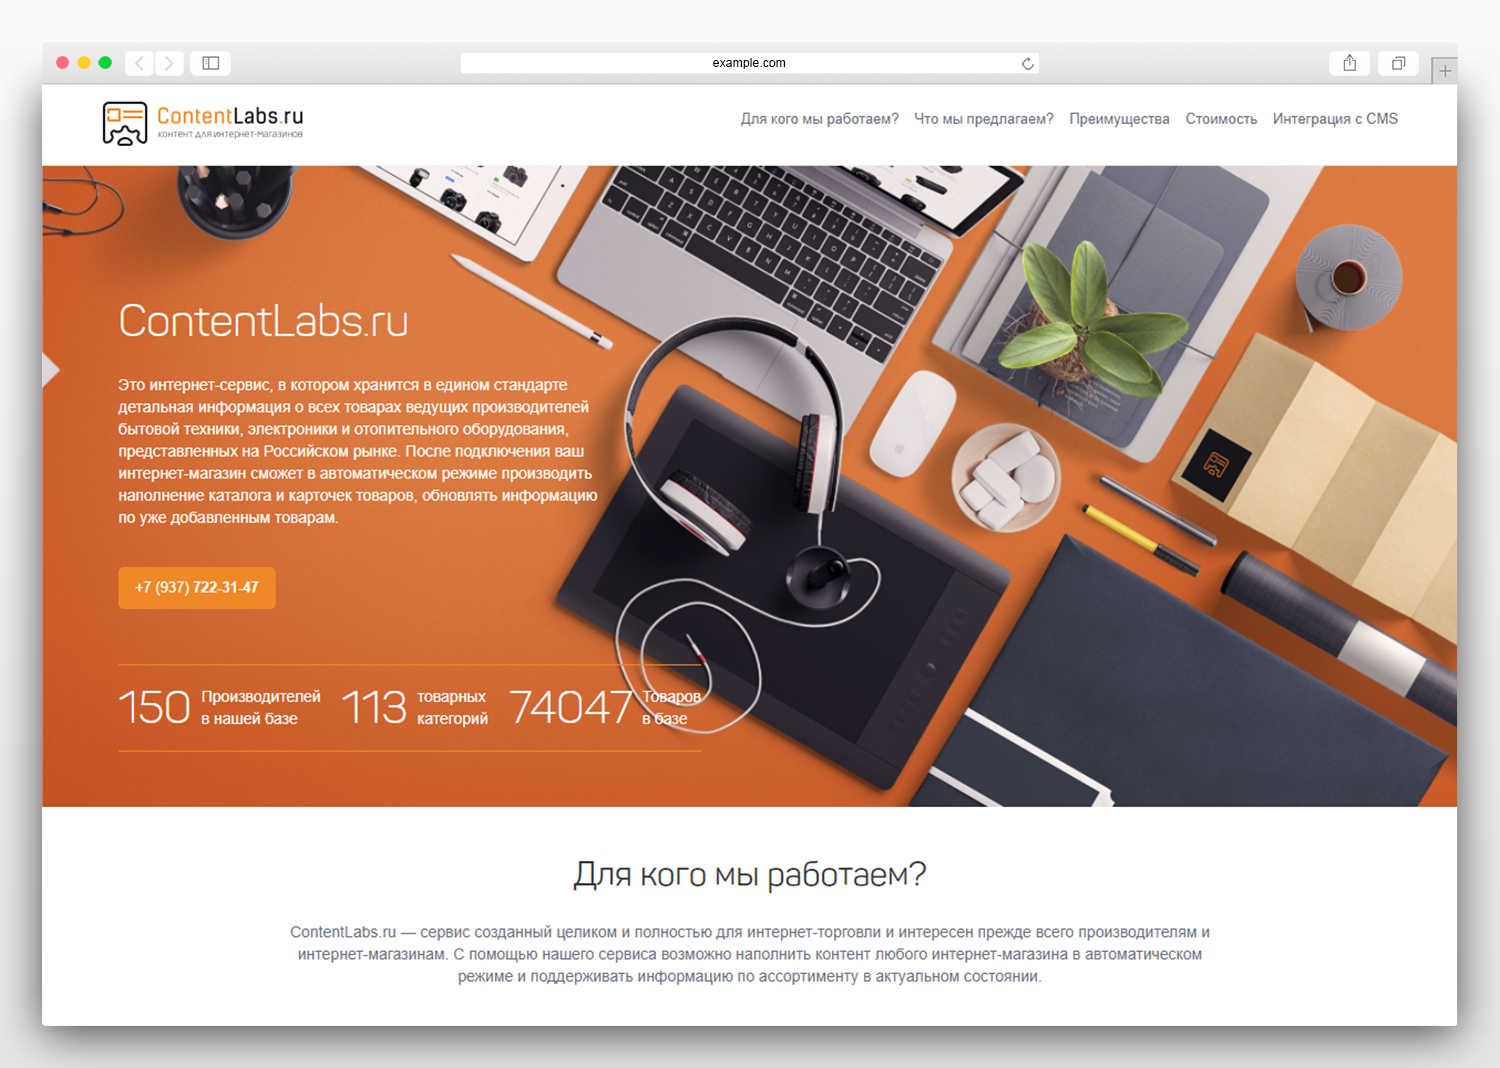 example.com
ContentLabs.ru
контент для интернет-магазинов
Для кого мы работаем? Что мы предлагаем? Преимущества Стоимость Интеграция с CMS
ContentLabs.ru
Это интернет-сервис, в котором хранится в едином стандарте
детальная информация о всех товарах ведущих производителей
бытовой техники, электроники и отопительного оборудования,
представленных на Российском рынке. После подключения ваш
интернет-магазин сможет в автоматическом режиме производить
наполнение каталога и карточек товаров, обновлять информацию
по уже добавленным товарам.
+7 (937) 722-31-47
150 Производителей
в нашей базе
113 товарных
категорий
74047 Товаров
в базе
Для кого мы работаем?
ContentLabs.ru — сервис созданный целиком и полностью для интернет-торговли и интересен прежде всего производителям и
интернет-магазинам. С помощью нашего сервиса возможно наполнить контент любого интернет-магазина в автоматическом
режиме и поддерживать информацию по ассортименту в актуальном состоянии.